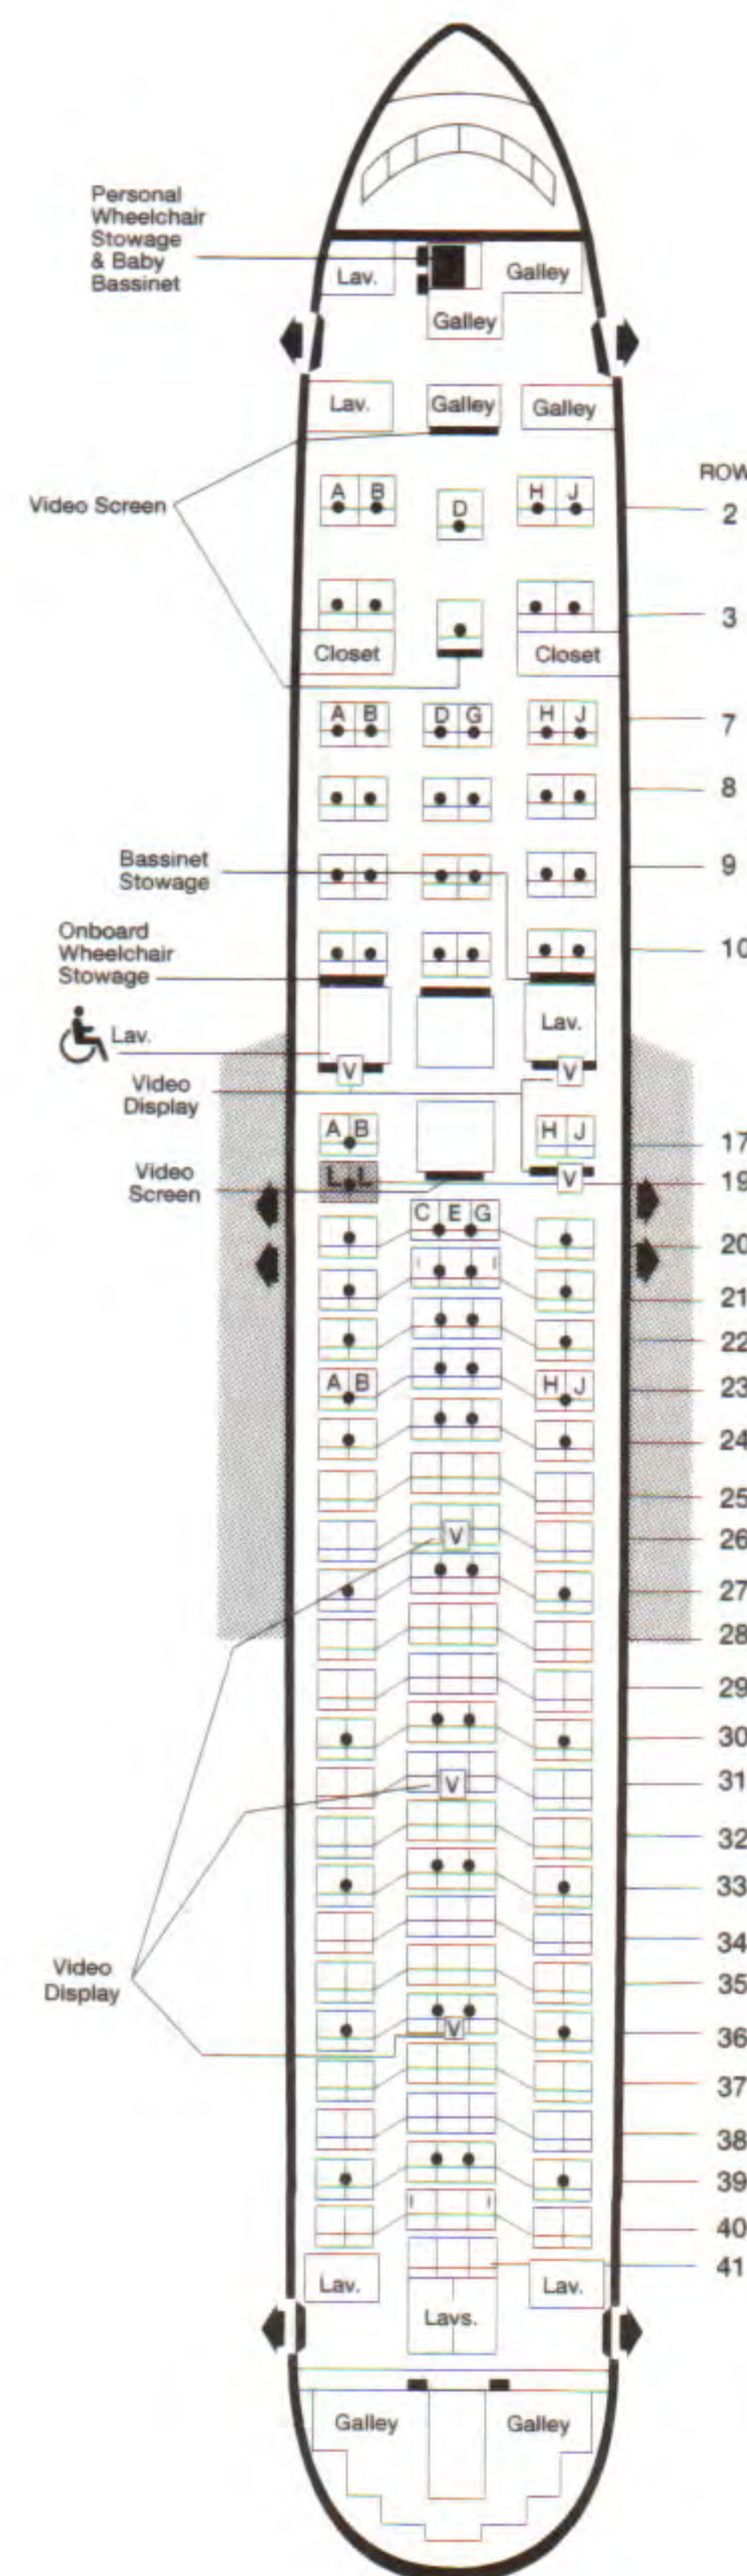 Personal
Wheelchair
Stowage
& Baby
Bassinet
Lav.
Galley
Galley
Lav.
Galley
Galley
ROW
Video Screen
A B
D
H J
2
3
Closet
Closet
A B
D G
H J
7
8
Bassinet
Stowage
9
Onboard
Wheelchair
Stowage
10
Lav.
Lav.
V
V
Video
Display
A B
H J
17
Video
Screen
L L
V
19
C E G
20
21
22
A B
H J
23
24
25
V
26
27
28
29
30
V
31
32
33
34
Video
Display
35
V
36
37
38
39
40
41
Lav.
Lav.
Lavs.
Galley
Galley